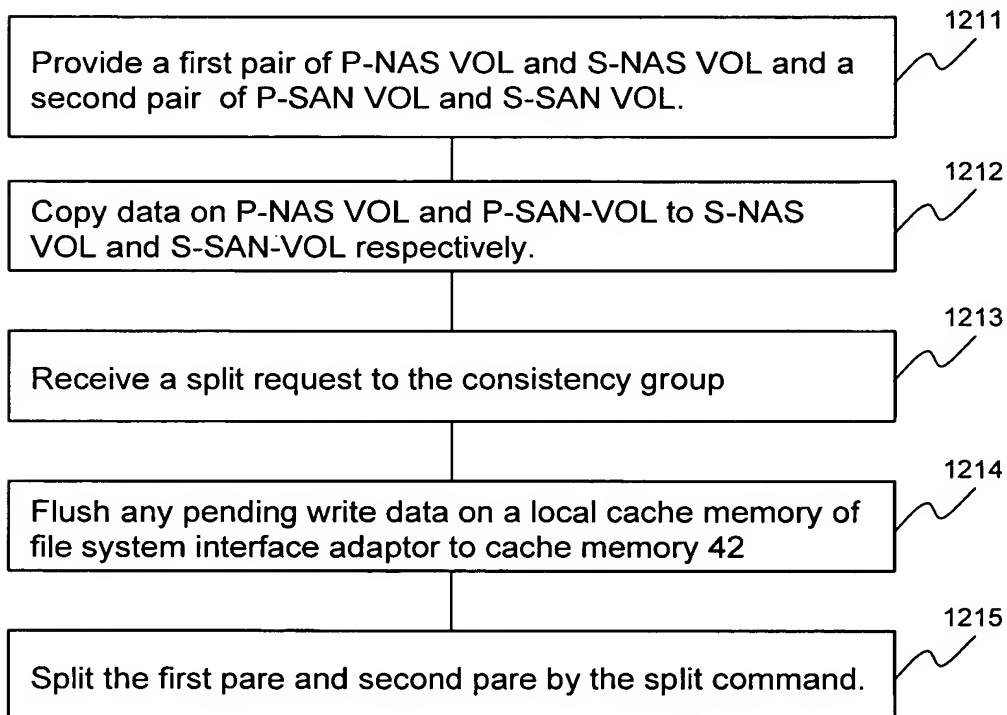 1211
Provide a first pair of P-NAS VOL and S-NAS VOL and a
second pair of P-SAN VOL and S-SAN VOL.
1212
Copy data on P-NAS VOL and P-SAN-VOL to S-NAS
VOL and S-SAN-VOL respectively.
1213
Receive a split request to the consistency group
1214
Flush any pending write data on a local cache memory of
file system interface adaptor to cache memory 42
1215
Split the first pare and second pare by the split command.